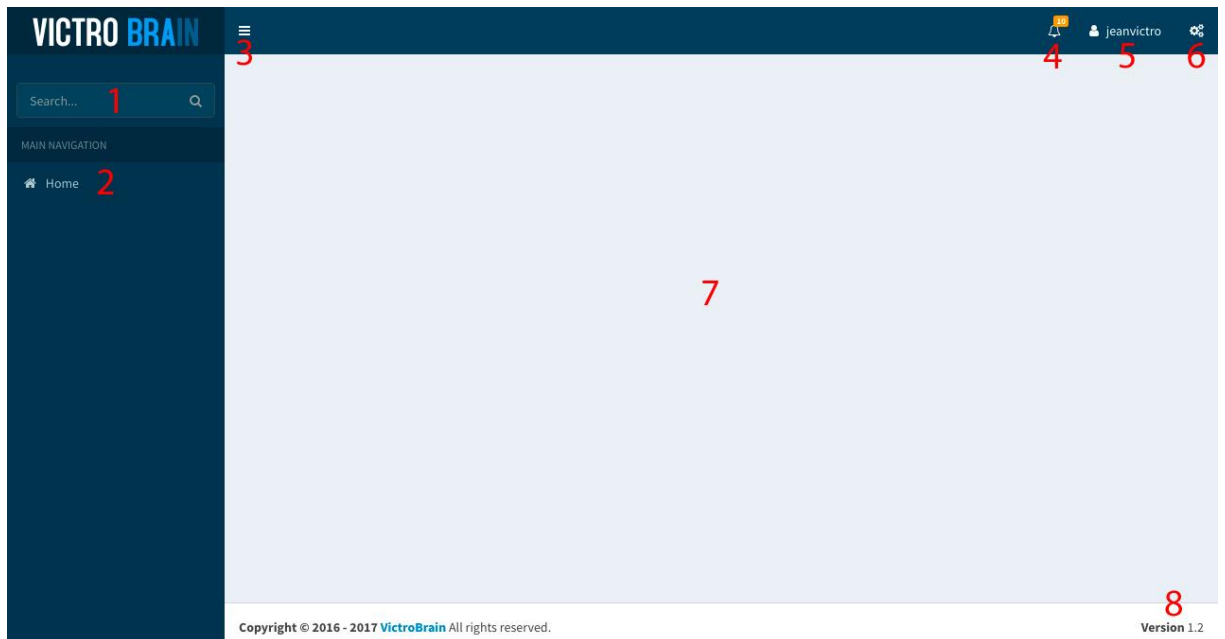 VICTRO BRAIN
3
10
4
jeanvictro
5
6
Search... 1
MAIN NAVIGATION
Home 2
7
8
Copyright © 2016 - 2017 VictroBrain All rights reserved.
Version 1.2